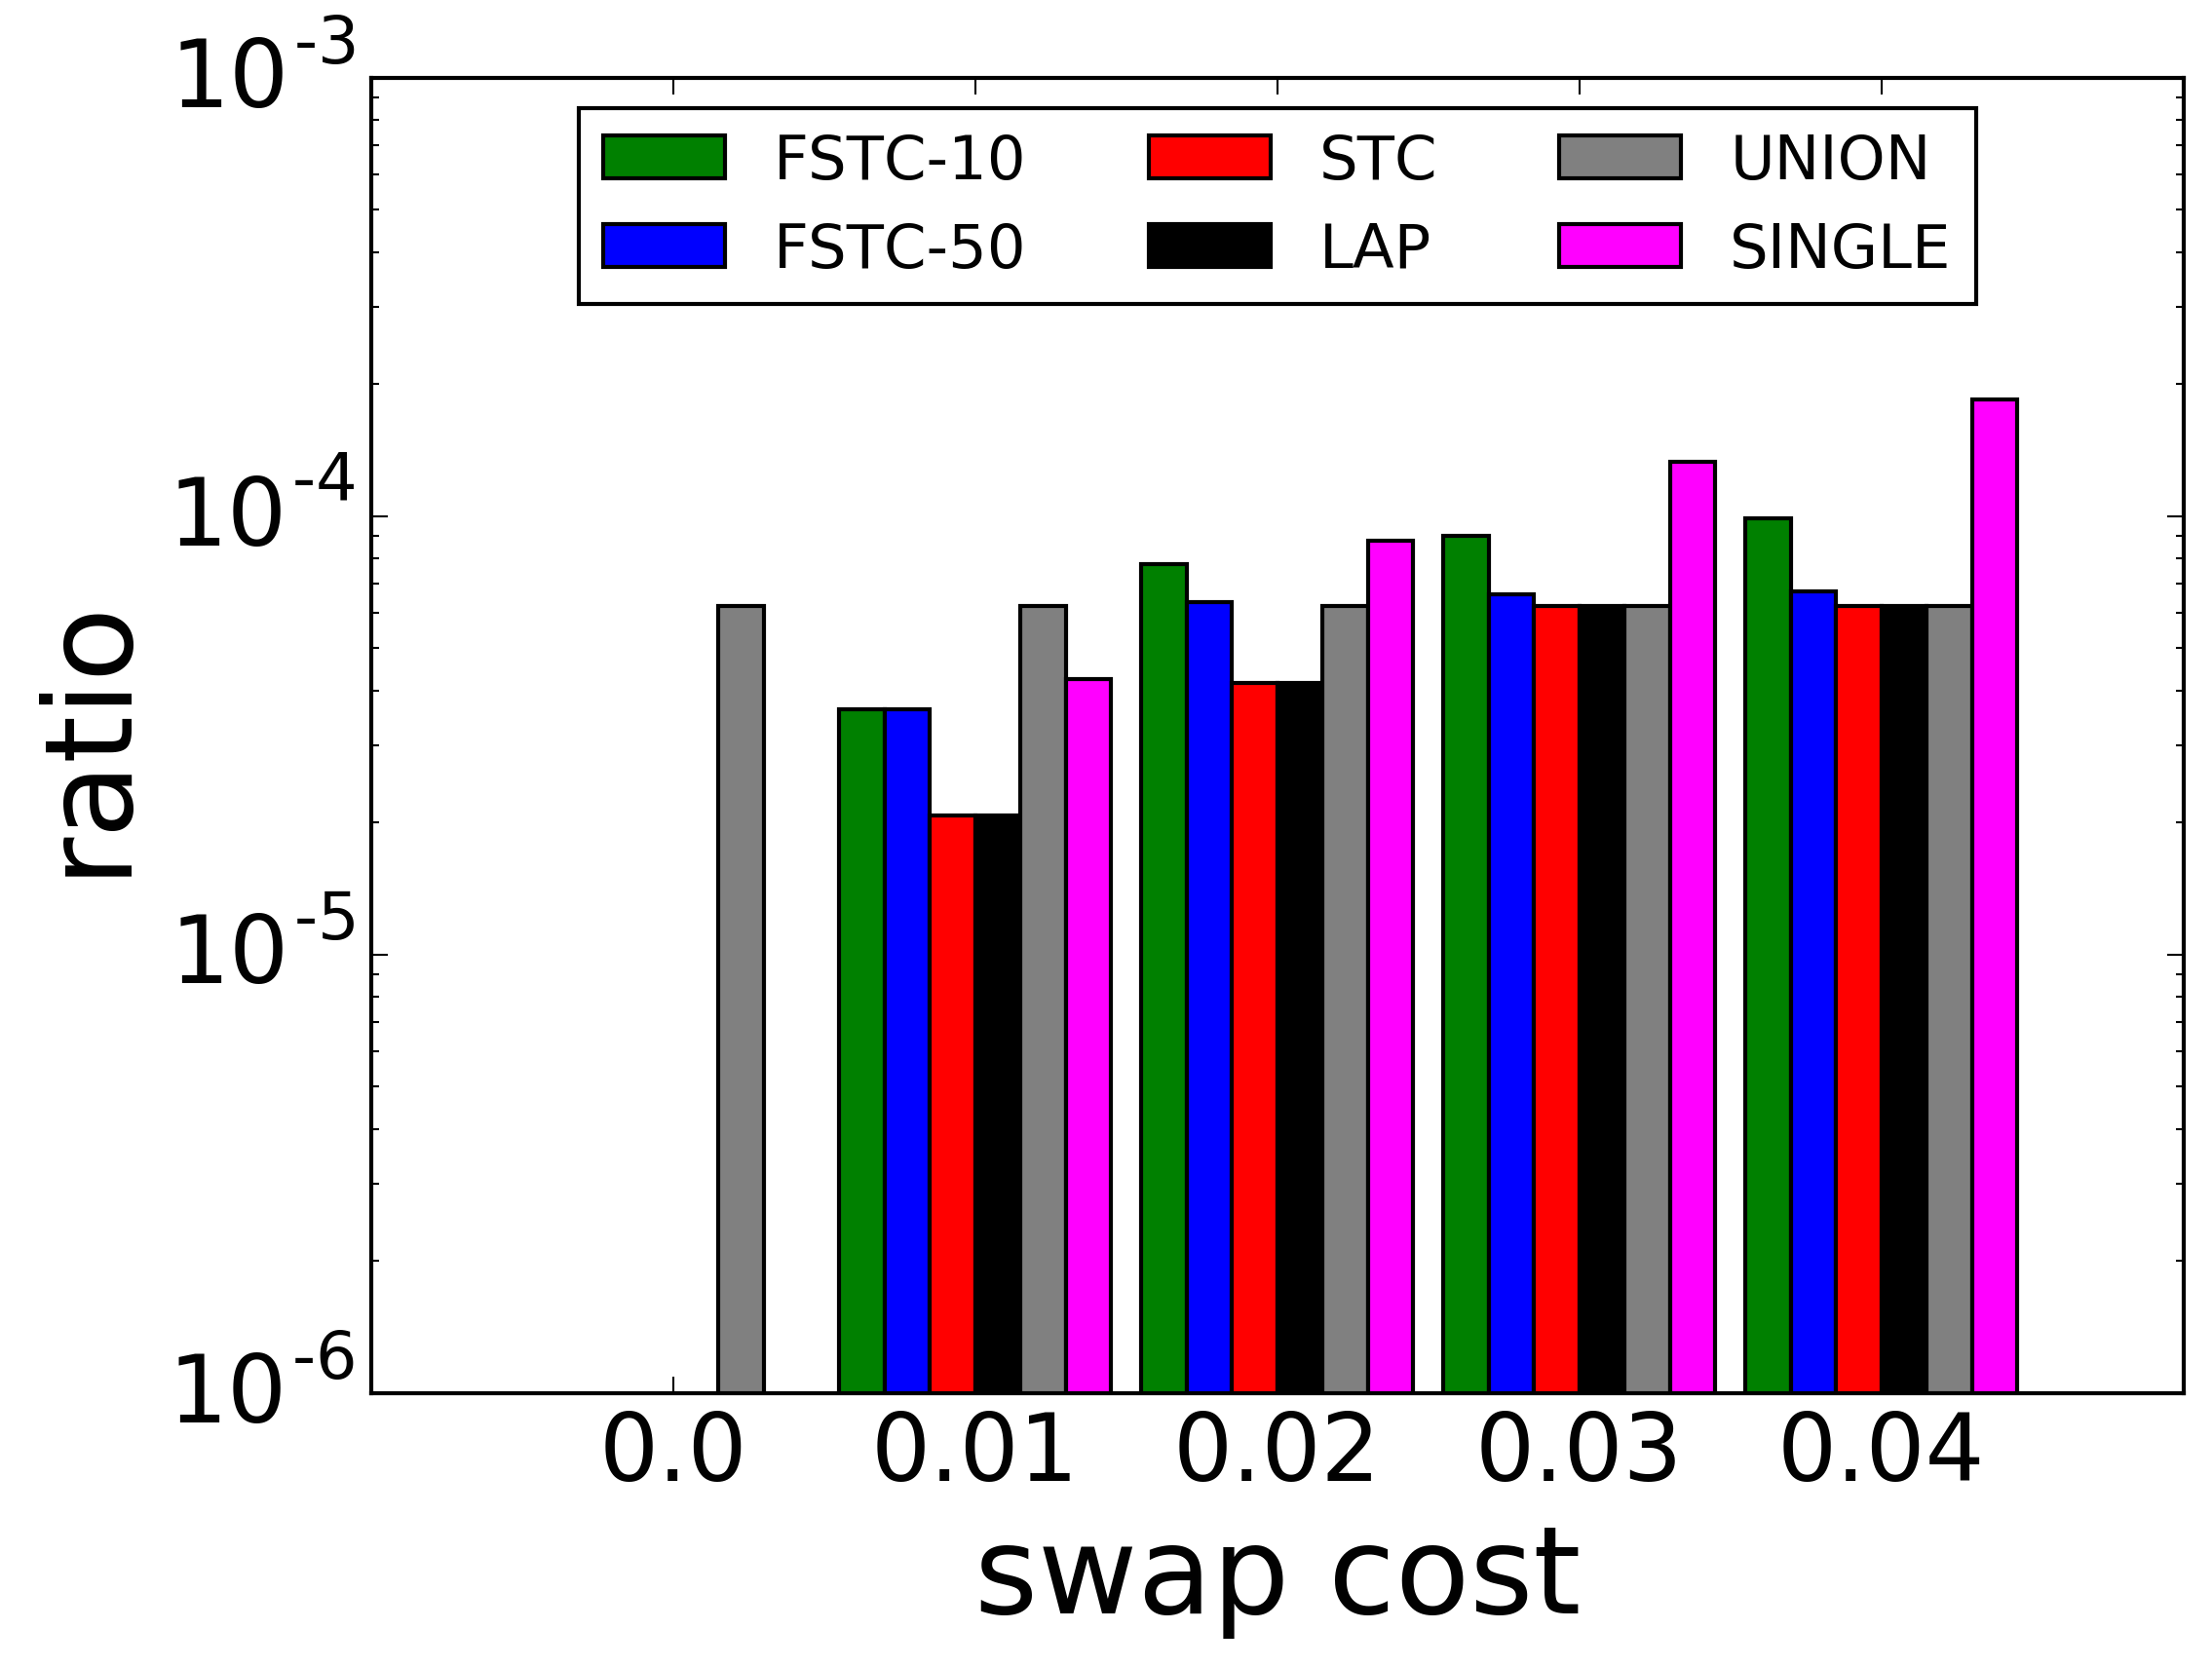 10^-3
FSTC-10 STC UNION
FSTC-50 LAP SINGLE
10^-4
ratio
10^-5
10^-6
0.0 0.01 0.02 0.03 0.04
swap cost